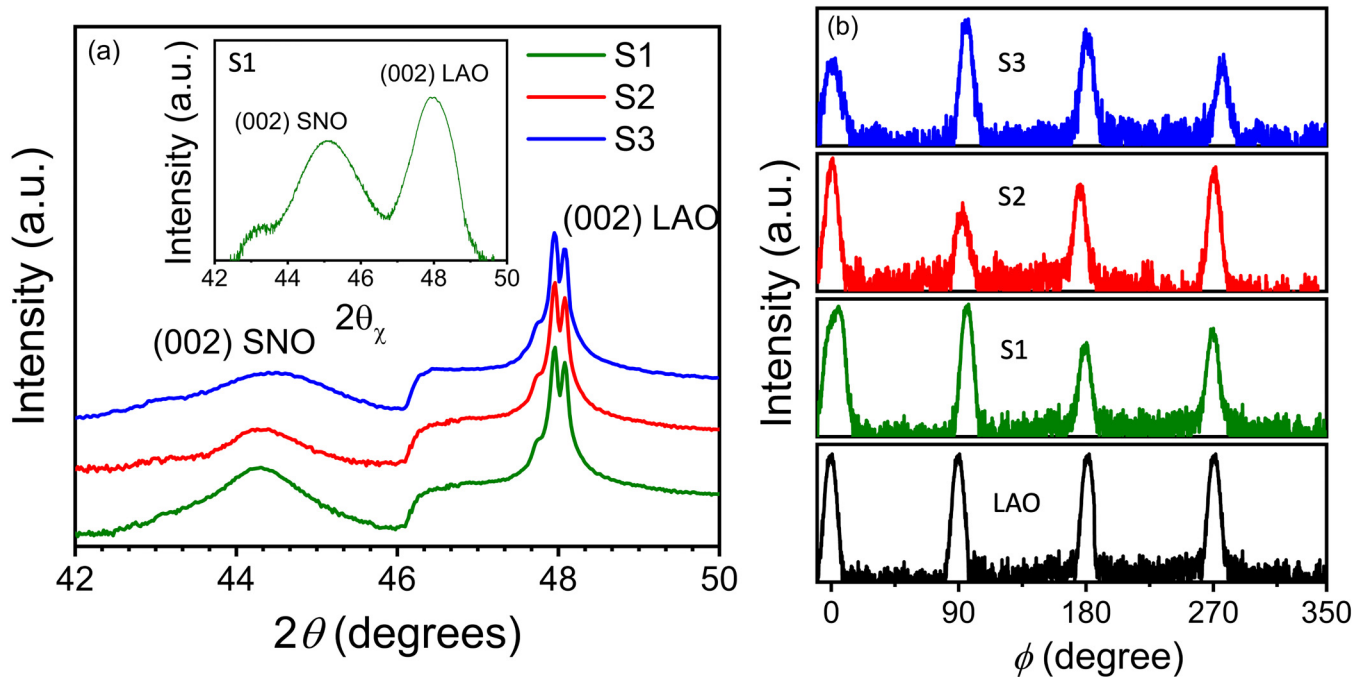 (a)
S1
(002) LAO
(002) SNO
Intensity (a.u.)
42 44 46 48 50
2θχ
S1
S2
S3
(002) LAO
(002) SNO
Intensity (a.u.)
42 44 46 48 50
2θ (degrees)
(b)
S3
S2
S1
LAO
Intensity (a.u.)
0 90 180 270 350
ϕ (degree)